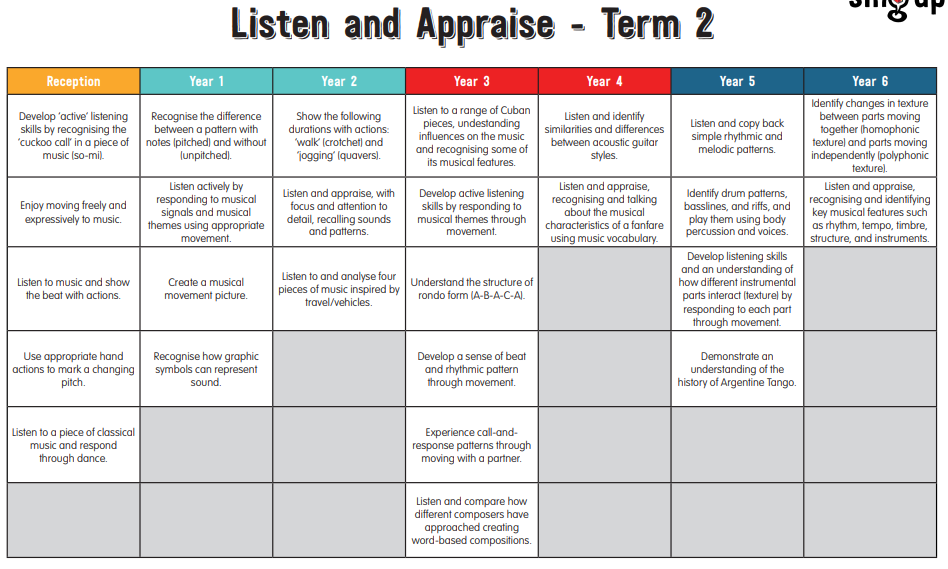 Listen and Appraise - Term 2
Reception
Year 1
Year 2
Year 3
Year 4
Year 5
Year 6
Develop 'active' listening
skills by recognising the
'cuckoo call' in a piece of
music (so-mi).
Recognise the difference
between a pattern with
notes (pitched) and without
(unpitched).
Show the following
durations with actions:
'walk' (crotchet) and
'jogging' (quavers).
Listen to a range of Cuban
pieces, undestanding
influences on the music
and recognising some of
its musical features.
Listen and identify
similarities and differences
between acoustic guitar
styles.
Listen and copy back
simple rhythmic and
melodic patterns.
Identify changes in texture
between parts moving
together (homophonic
texture) and parts moving
independently (polyphonic
texture).
Enjoy moving freely and
expressively to music.
Listen actively by
responding to musical
signals and musical
themes using appropriate
movement.
Listen and appraise, with
focus and attention to
detail, recalling sounds
and patterns.
Develop active listening
skills by responding to
musical themes through
movement.
Listen and appraise,
recognising and talking
about the musical
characteristics of a fanfare
using music vocabulary.
Identify drum patterns,
basslines, and riffs, and
play them using body
percussion and voices.
Listen and appraise,
recognising and identifying
key musical features such
as rhythm, tempo, timbre,
structure, and instruments.
Listen to music and show
the beat with actions.
Create a musical
movement picture.
Listen to and analyse four
pieces of music inspired by
travel/vehicles.
Understand the structure of
rondo form (A-B-A-C-A).
Develop listening skills
and an understanding of
how different instrumental
parts interact (texture) by
responding to each part
through movement.
Use appropriate hand
actions to mark a changing
pitch.
Recognise how graphic
symbols can represent
sound.
Develop a sense of beat
and rhythmic pattern
through movement.
Demonstrate an
understanding of the
history of Argentine Tango.
Listen to a piece of classical
music and respond
through dance.
Experience call-and-
response patterns through
moving with a partner.
Listen and compare how
different composers have
approached creating
word-based compositions.